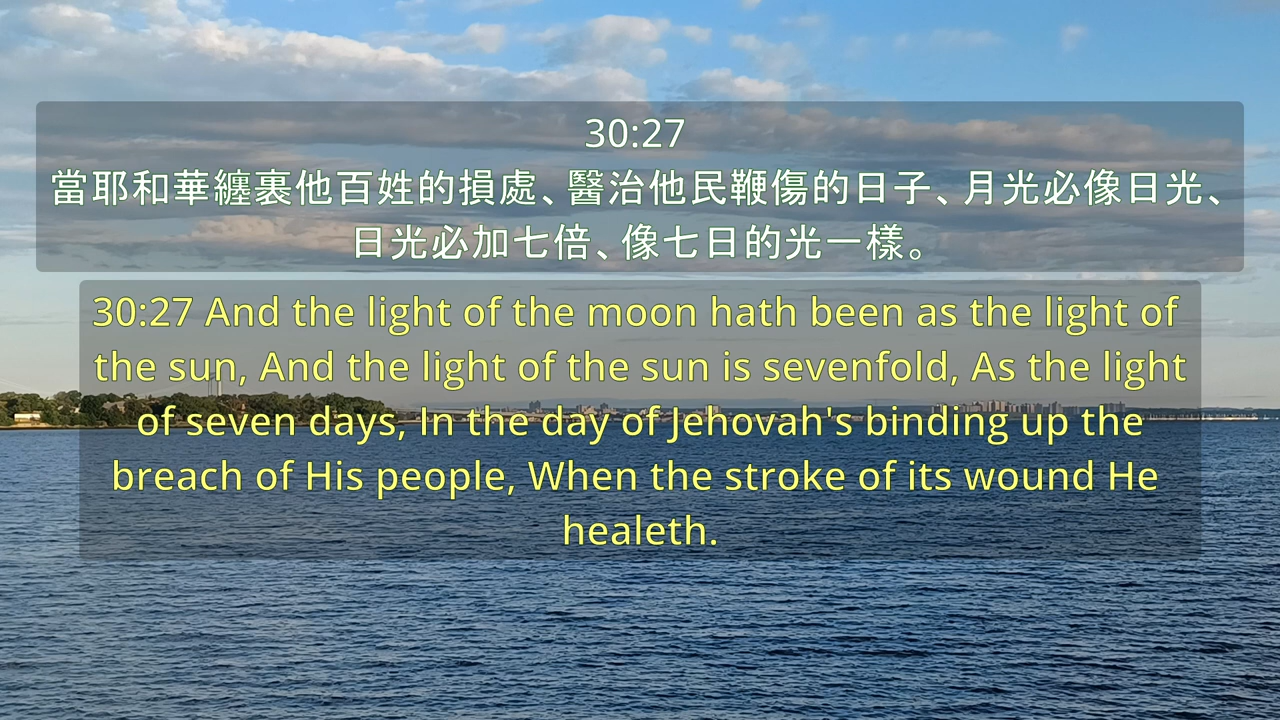 30:27
當耶和華纏裹他百姓的損處、醫治他民鞭傷的日子、月光必像日光、
日光必加七倍、像七日的光一樣。
30:27 And the light of the moon hath been as the light of
the sun, And the light of the sun is sevenfold, As the light
of seven days, In the day of Jehovah's binding up the
breach of His people, When the stroke of its wound He
healeth.